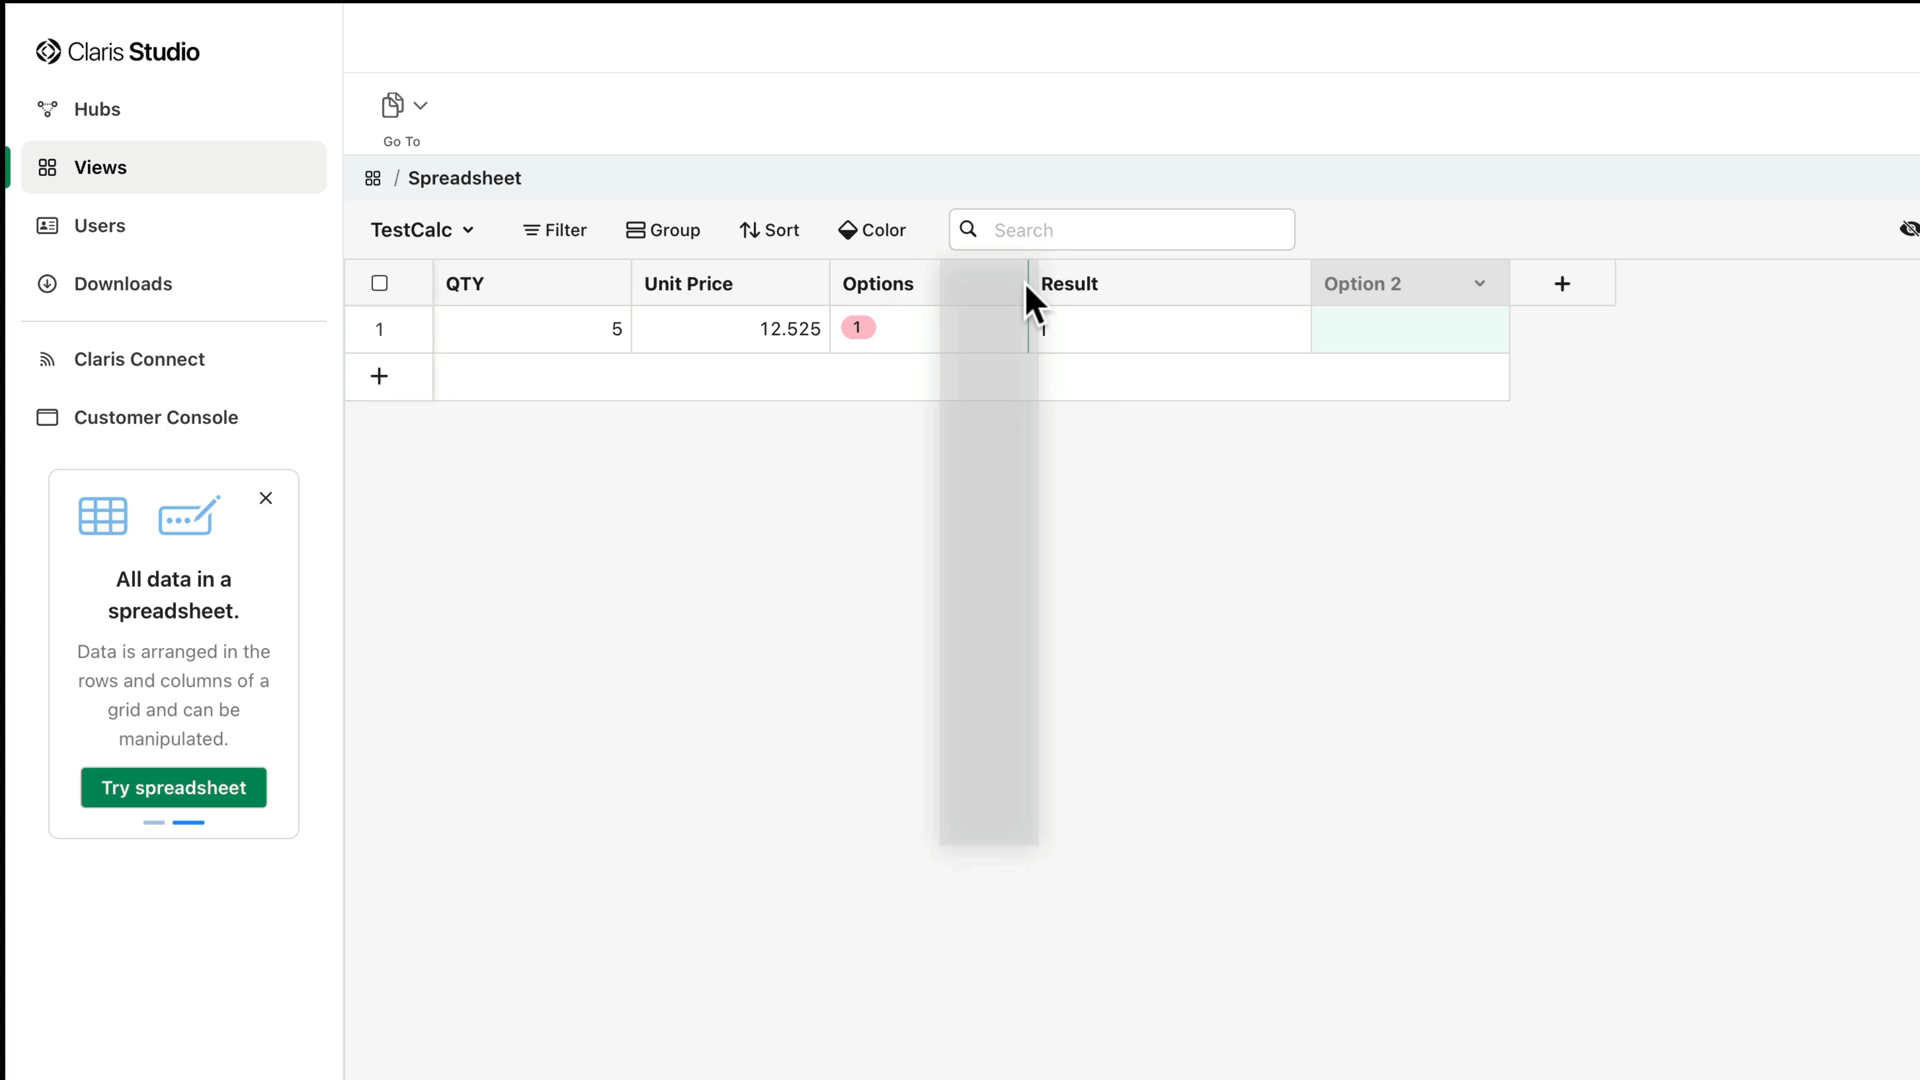 Claris Studio
Hubs
Views
Users
Downloads
Claris Connect
Customer Console
All data in a
spreadsheet.
Data is arranged in the
rows and columns of a
grid and can be
manipulated.
Try spreadsheet
Go To
/ Spreadsheet
TestCalc Filter Group Sort Color Search
QTY Unit Price Options Result Option 2 +
1 5 12.525 1
+